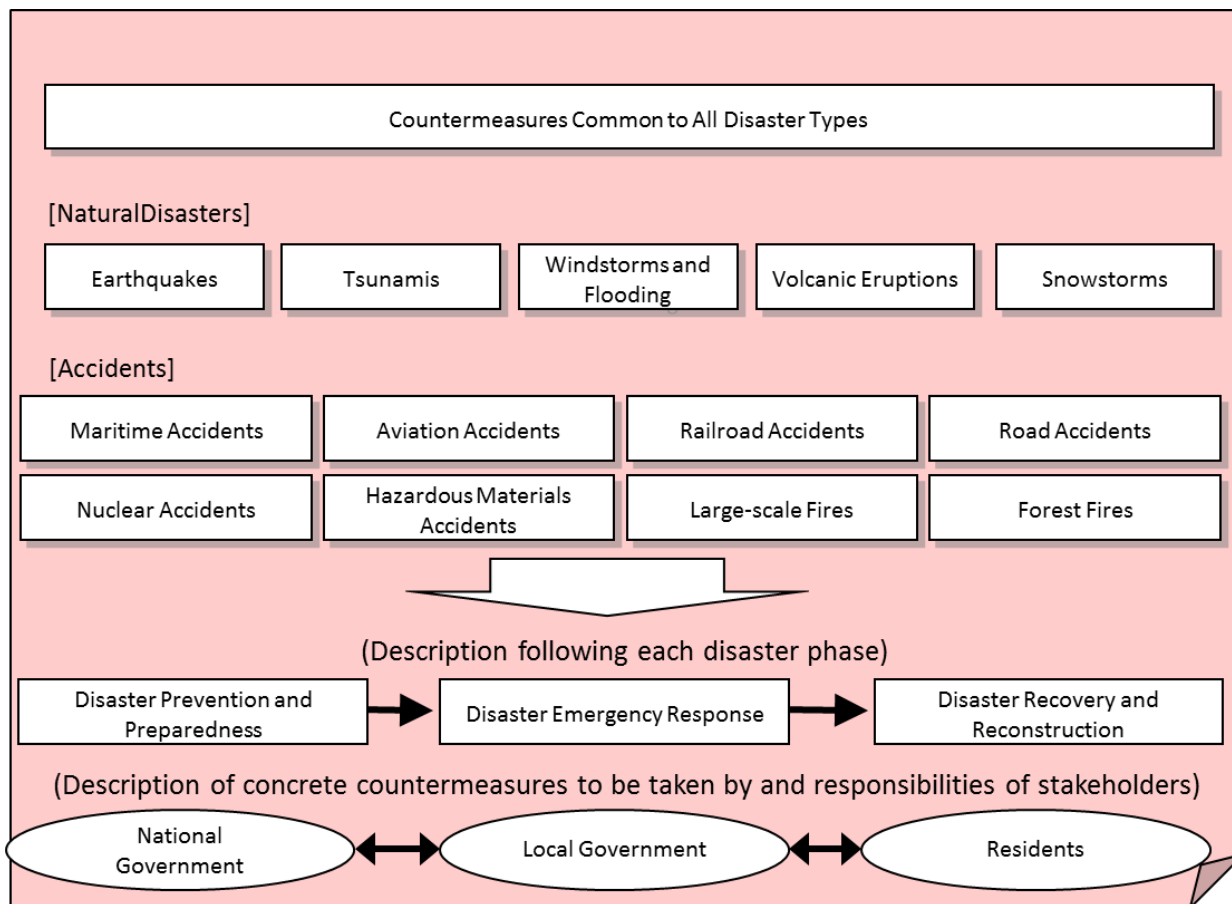 Countermeasures Common to All Disaster Types
[NaturalDisasters]
Earthquakes
Tsunamis
Windstorms and
Flooding
Volcanic Eruptions
Snowstorms
[Accidents]
Maritime Accidents
Aviation Accidents
Railroad Accidents
Road Accidents
Nuclear Accidents
Hazardous Materials
Accidents
Large-scale Fires
Forest Fires
(Description following each disaster phase)
Disaster Prevention and
Preparedness
Disaster Emergency Response
Disaster Recovery and
Reconstruction
(Description of concrete countermeasures to be taken by and responsibilities of stakeholders)
National
Government
Local Government
Residents